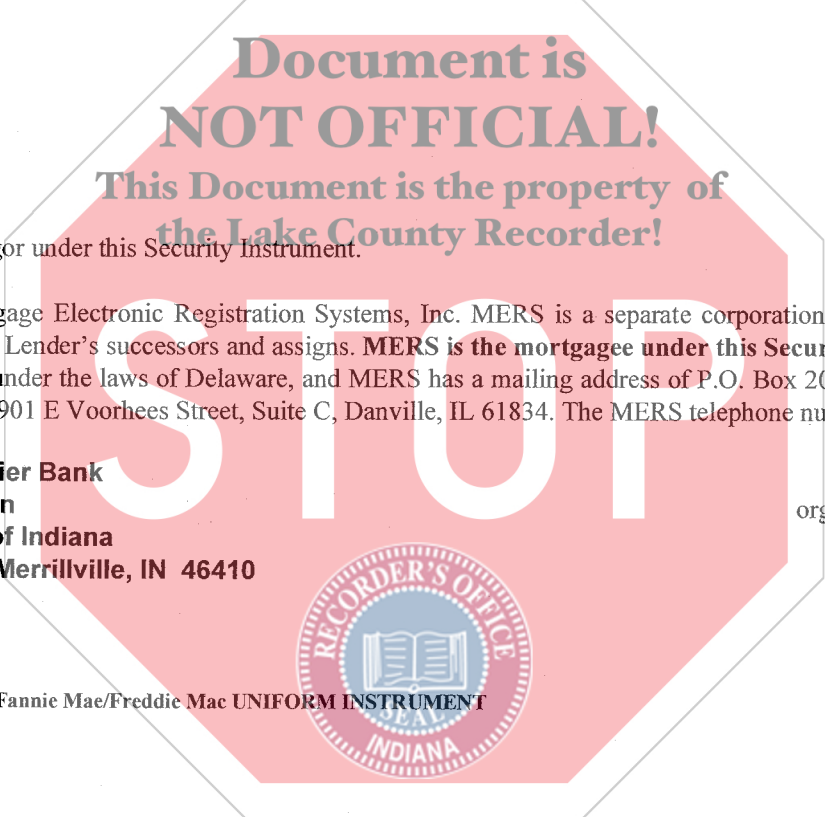 Document is
NOT OFFICIAL!
This Document is the property of
the Lake County Recorder!
gor under this Security Instrument.
gage Electronic Registration Systems, Inc. MERS is a separate corporation
Lender's successors and assigns. MERS is the mortgagee under this Secur
under the laws of Delaware, and MERS has a mailing address of P.O. Box 20
901 E Voorhees Street, Suite C, Danville, IL 61834. The MERS telephone nu
STOP
ier Bank
n
org
of Indiana
Merrillville, IN 46410
RECORDER'S OFFICE
Fannie Mae/Freddie Mac UNIFORM INSTRUMENT
SEAL
INDIANA